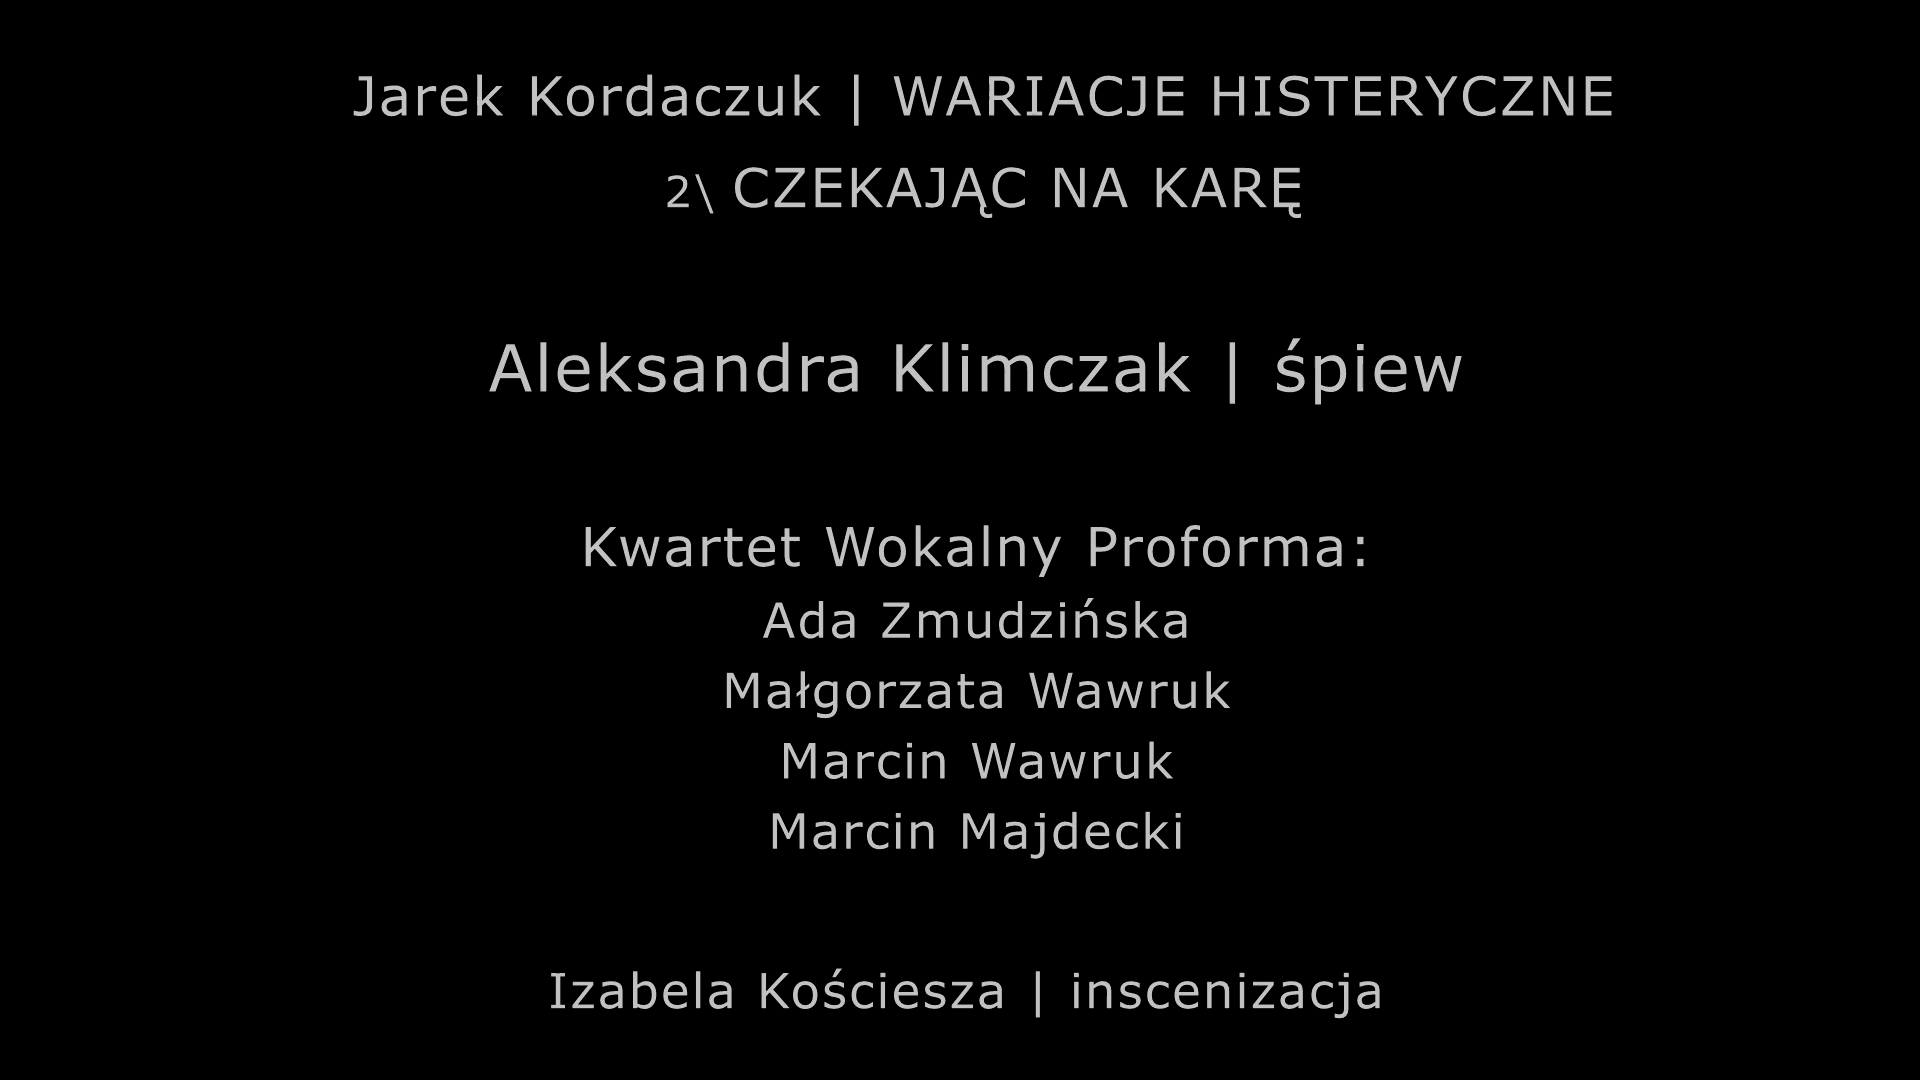 Jarek Kordaczuk | WARIACJE HISTERYCZNE
2\ CZEKAJĄC NA KARĘ
Aleksandra Klimczak | śpiew
Kwartet Wokalny Proforma:
Ada Zmudzińska
Małgorzata Wawruk
Marcin Wawruk
Marcin Majdecki
Izabela Kościesza | inscenizacja